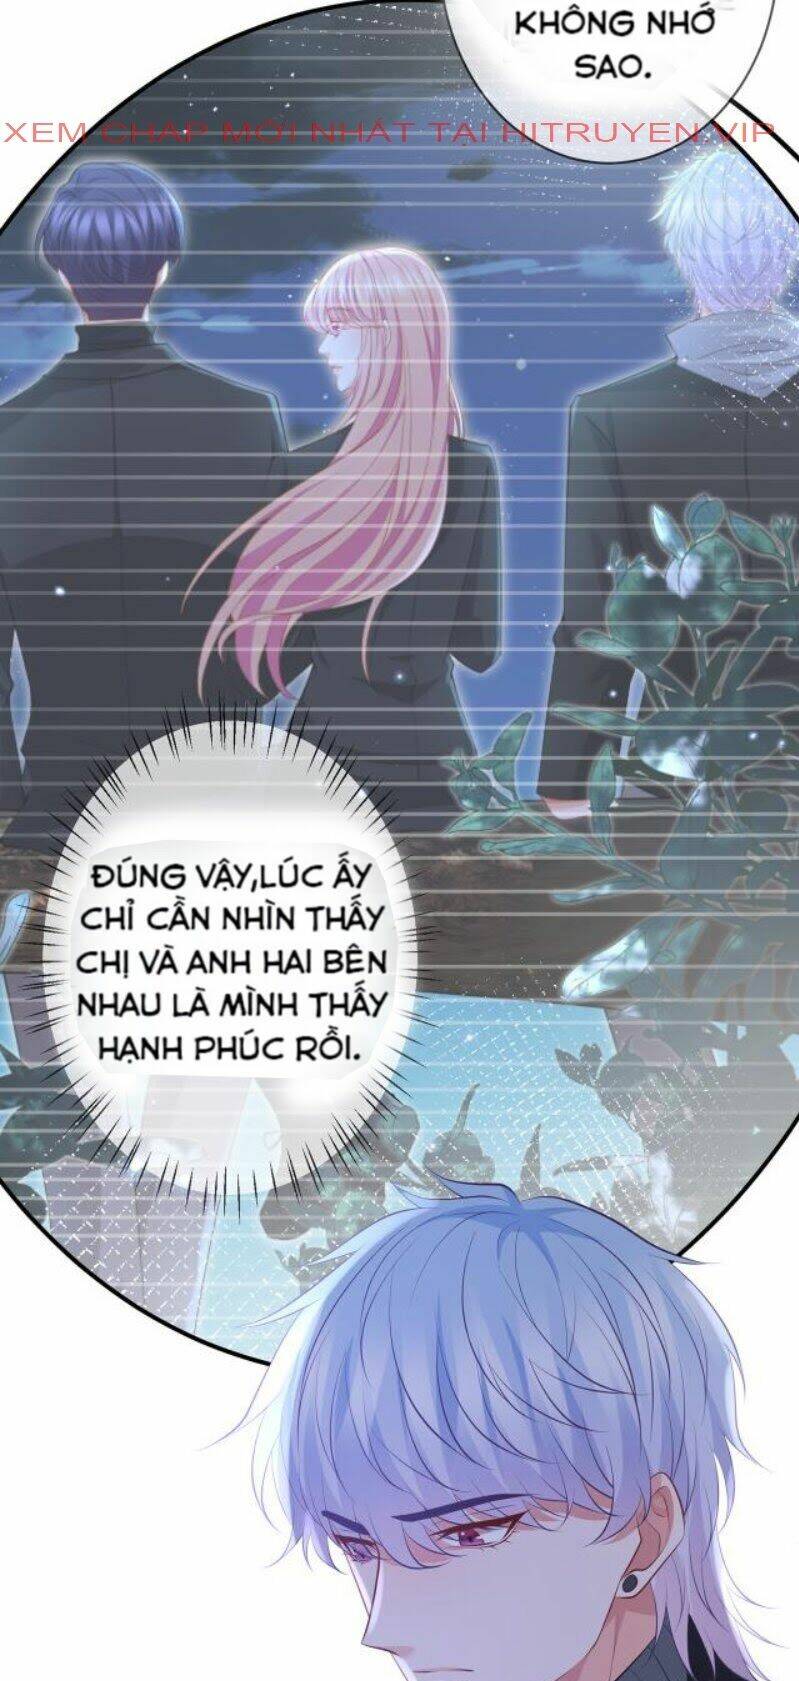 KHÔNG NHỚ
SAO.
XEM CHAP MỚI NHẤT TẠI HITRUYEN.VIP
ĐÚNG VẬY,LÚC ẤY
CHỈ CẦN NHÌN THẤY
CHỊ VÀ ANH HAI BÊN
NHAU LÀ MÌNH THẤY
HẠNH PHÚC RỒI.